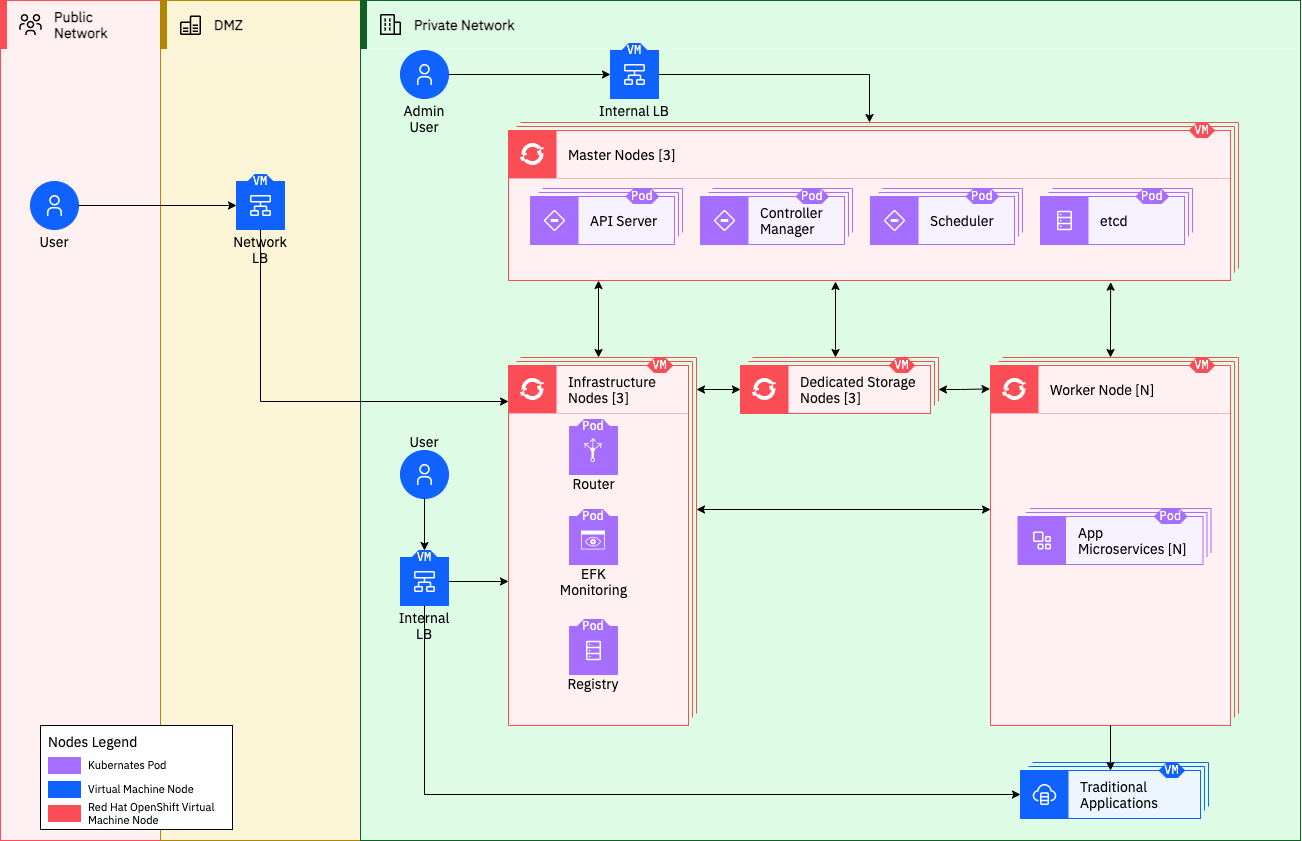 Public
Network
DMZ
Private Network
VM
Admin
User
Internal LB
VM
Master Nodes [3]
Pod
API Server
Pod
Controller
Manager
Pod
Scheduler
Pod
etcd
User
VM
Network
LB
VM
Infrastructure
Nodes [3]
VM
Dedicated Storage
Nodes [3]
VM
Worker Node [N]
Pod
Router
User
Pod
EFK
Monitoring
Pod
App
Microservices [N]
VM
Internal
LB
Pod
Registry
Nodes Legend
Kubernates Pod
Virtual Machine Node
Red Hat OpenShift Virtual
Machine Node
VM
Traditional
Applications